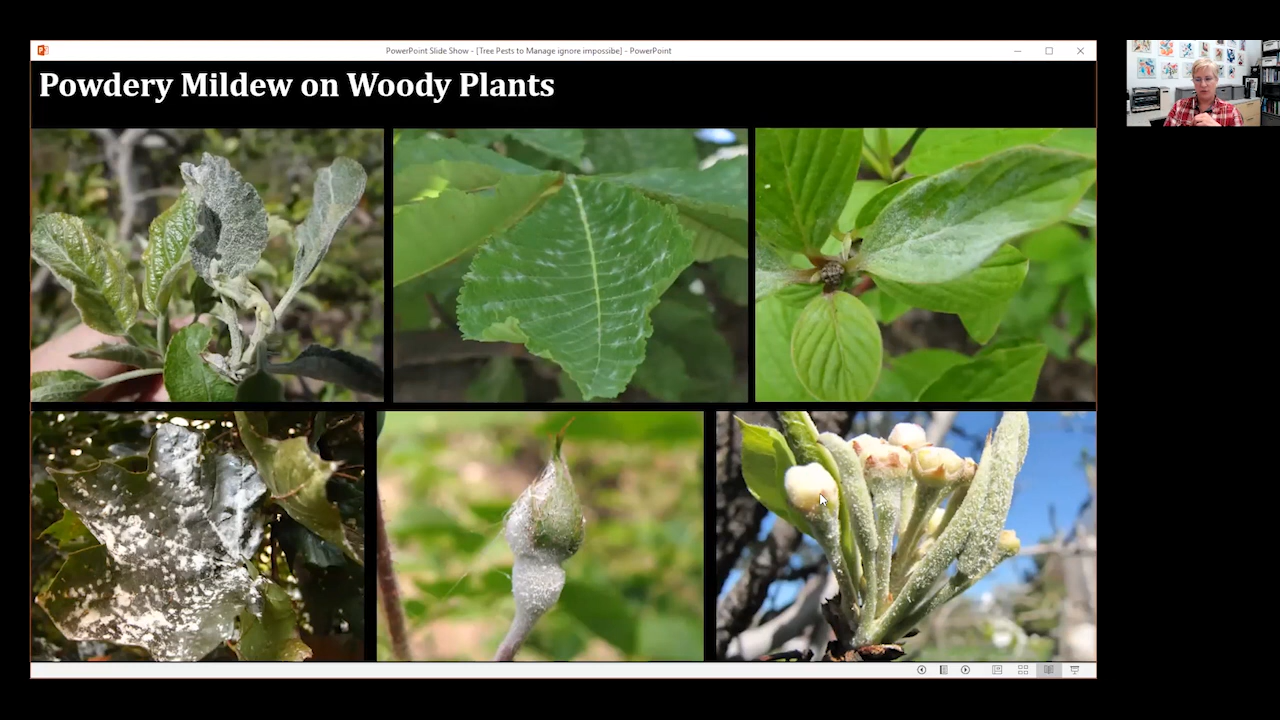 PowerPoint Slide Show - [Tree Pests to Manage ignore impossibe] - PowerPoint
Powdery Mildew on Woody Plants